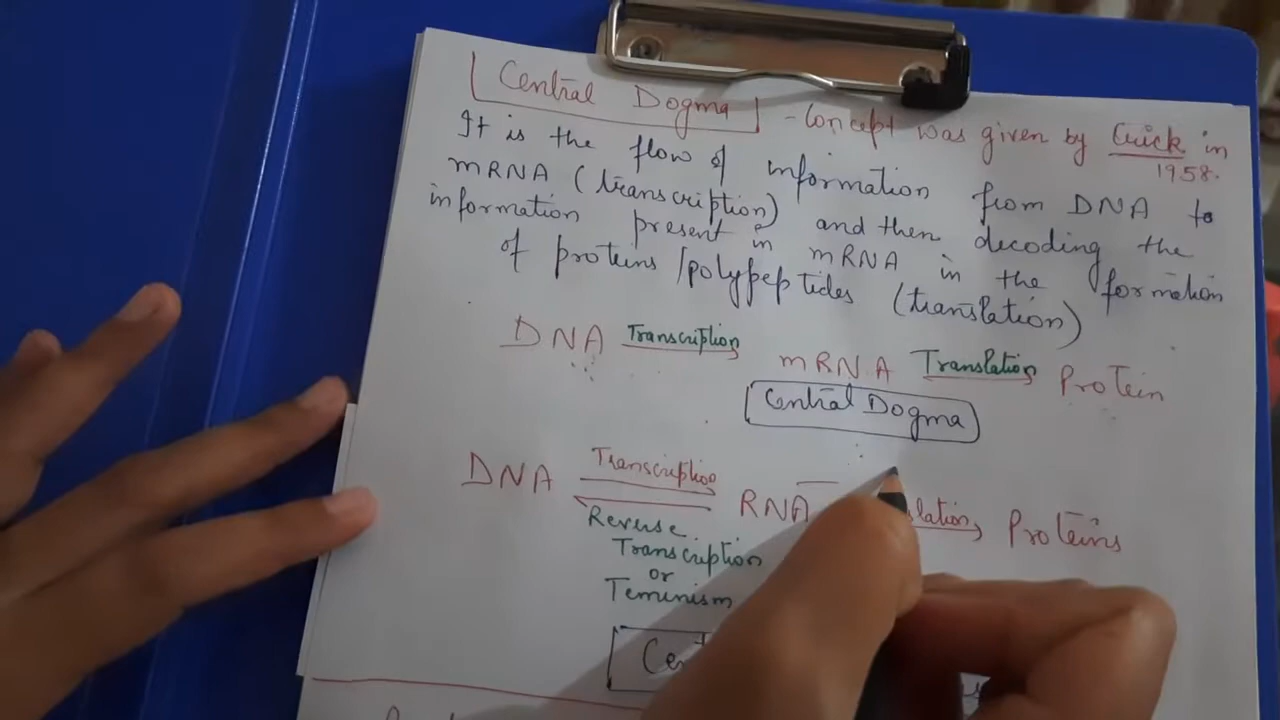 Central Dogma - Concept was given by Crick in
1958.
It is the flow of information from DNA to
mRNA (transcription) and then decoding the
information present in mRNA in the formation
of proteins/polypeptides (translation)
DNA Transcription mRNA Translation Protein
Central Dogma
DNA Transcription RNA lation Proteins
Reverse
Transcription
or
Teminism
Cent